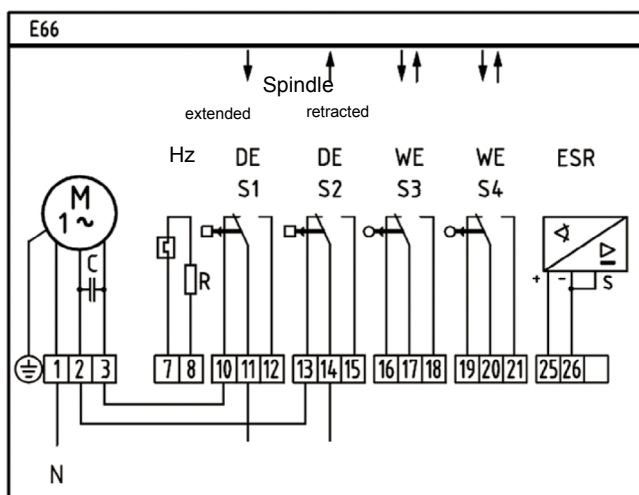 E66
Spindle
extended retracted
Hz DE DE WE WE ESR
S1 S2 S3 S4
M
1~
C
R
+ - S
1 2 3 7 8 10 11 12 13 14 15 16 17 18 19 20 21 25 26
N